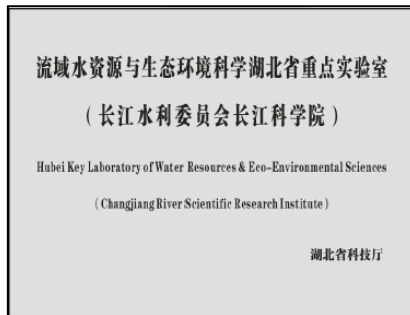 流域水资源与生态环境科学湖北省重点实验室
（长江水利委员会长江科学院）
Hubei Key Laboratory of Water Resources & Eco-Environmental Sciences
(Changjiang River Scientific Research Institute)
湖北省科技厅